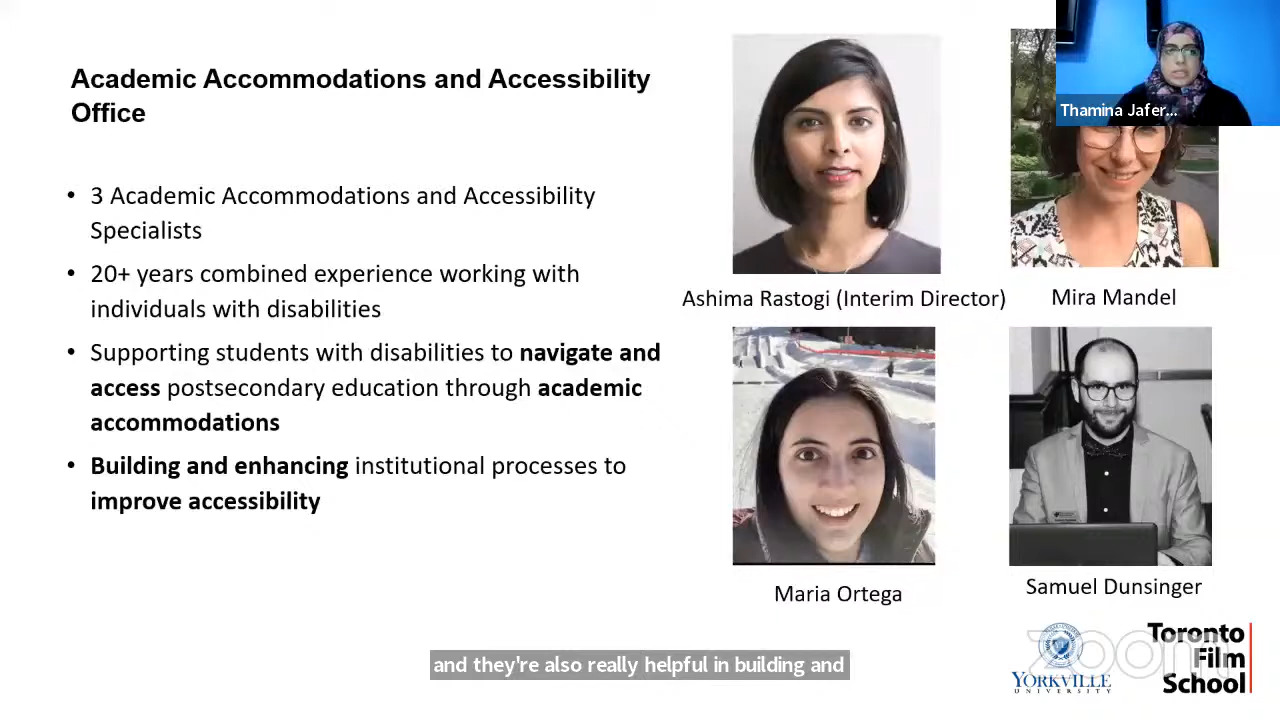 Academic Accommodations and Accessibility
Office
• 3 Academic Accommodations and Accessibility
Specialists
• 20+ years combined experience working with
individuals with disabilities
• Supporting students with disabilities to navigate and
access postsecondary education through academic
accommodations
• Building and enhancing institutional processes to
improve accessibility
Thamina Jafer...
Ashima Rastogi (Interim Director)
Mira Mandel
Maria Ortega
Samuel Dunsinger
and they're also really helpful in building and
zoom
YORKVILLE
UNIVERSITY
Toronto
Film
School